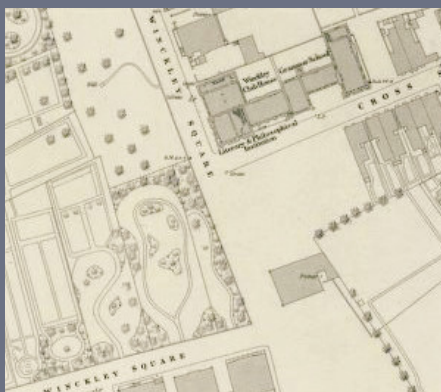 WINCKLEY SQUARE
Winckley
Club House
Grammar School
Literary & Philosophical
Institution
CROSS
WINCKLEY SQUARE